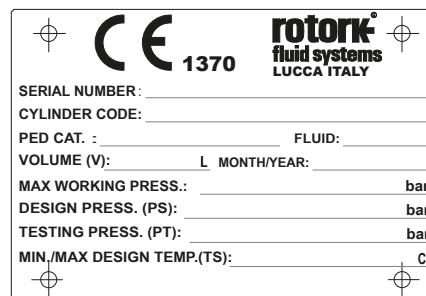 CE 1370
rotork®
fluid systems
LUCCA ITALY
SERIAL NUMBER:
CYLINDER CODE:
PED CAT. : FLUID:
VOLUME (V): L MONTH/YEAR:
MAX WORKING PRESS.: bar
DESIGN PRESS. (PS): bar
TESTING PRESS. (PT): bar
MIN./MAX DESIGN TEMP.(TS): C